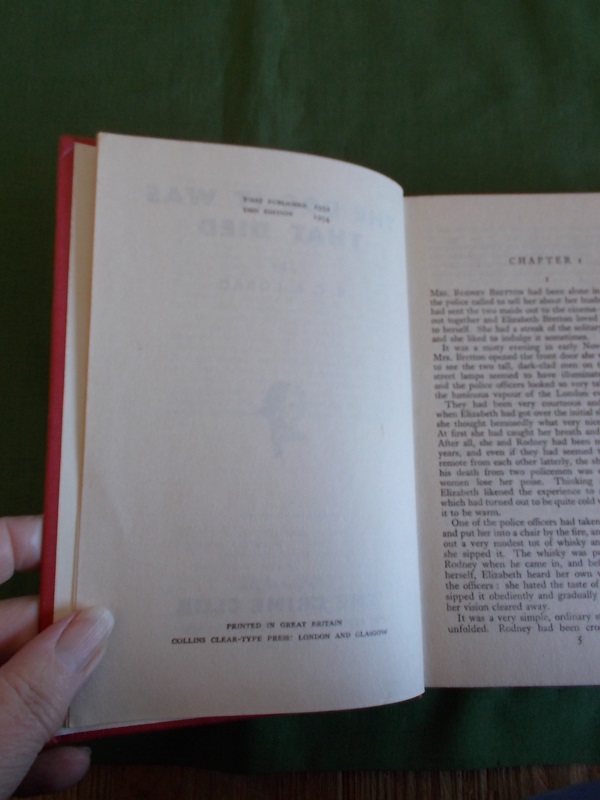 FIRST PUBLISHED 1952
THIS EDITION 1954
PRINTED IN GREAT BRITAIN
COLLINS CLEAR-TYPE PRESS: LONDON AND GLASGOW
CHAPTER 1
1
MRS. RODNEY BRETTON had been alone in
the police called to tell her about her
had sent the two maids out to the cinema
out together and Elizabeth Bretton loved
to herself. She had a streak of the solitary
and she liked to indulge it sometimes.
It was a misty evening in early
Mrs. Bretton opened the front door she
to see the two tall, dark-clad men on
street lamps seemed to have
and the police officers looked so very
the luminous vapour of the London
They had been very courteous and
when Elizabeth had got over the initial
she thought bemusedly what very nice
At first she had caught her breath and
After all, she and Rodney had been
years, and even if they had seemed
remote from each other latterly, the
his death from two policemen was
women lose her poise. Thinking
Elizabeth likened the experience to
which had turned out to be quite cold
it to be warm.
One of the police officers had taken
and put her into a chair by the fire, and
out a very modest tot of whisky and
she sipped it. The whisky was
Rodney when he came in, and
herself, Elizabeth heard her own
the officers: she hated the taste of
sipped it obediently and gradually
her vision cleared away.
It was a very simple, ordinary
unfolded. Rodney had been
5